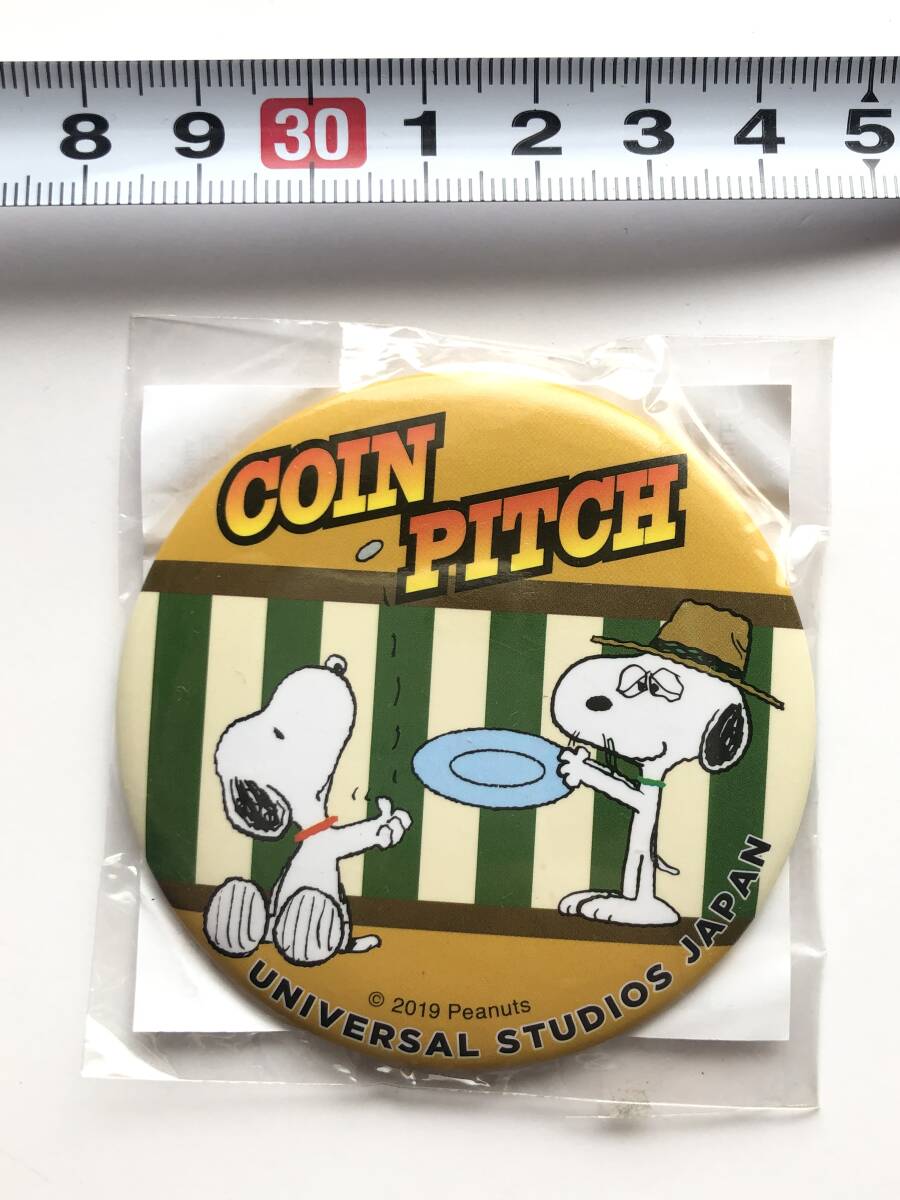 8 9 30 1 2 3 4 5
COIN
PITCH
© 2019 Peanuts
UNIVERSAL STUDIOS JAPAN